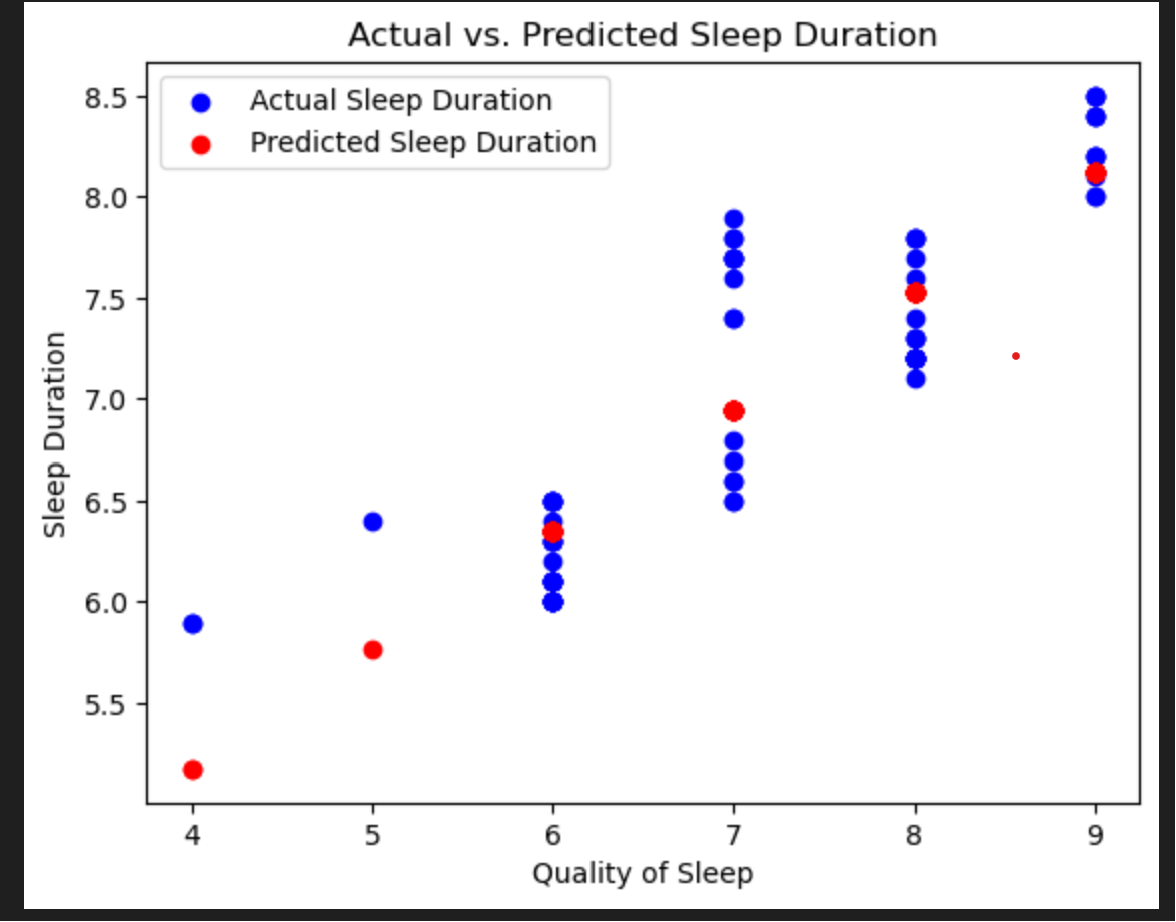 Actual vs. Predicted Sleep Duration
Actual Sleep Duration
Predicted Sleep Duration
8.5
8.0
7.5
7.0
6.5
6.0
5.5
Sleep Duration
4 5 6 7 8 9
Quality of Sleep